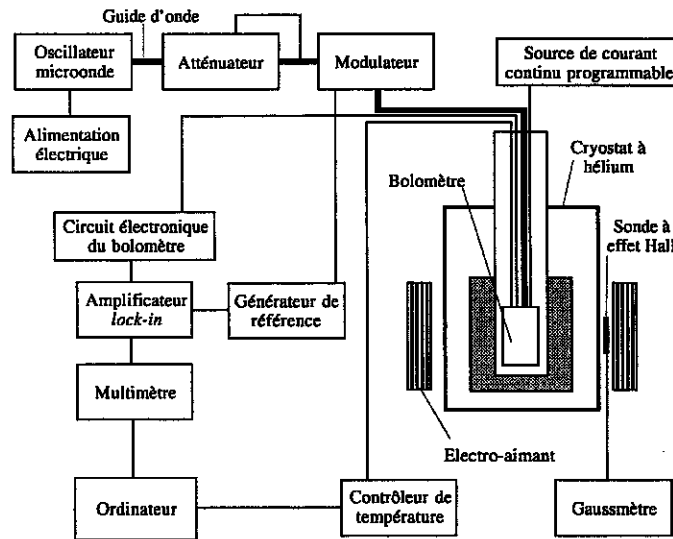 Guide d'onde
Oscillateur
microonde
Atténuateur
Modulateur
Source de courant
continu programmable
Alimentation
électrique
Cryostat à
hélium
Bolomètre
Circuit électronique
du bolomètre
Sonde à
effet Hall
Amplificateur
lock-in
Générateur de
référence
Multimètre
Electro-aimant
Ordinateur
Contrôleur de
température
Gaussmètre